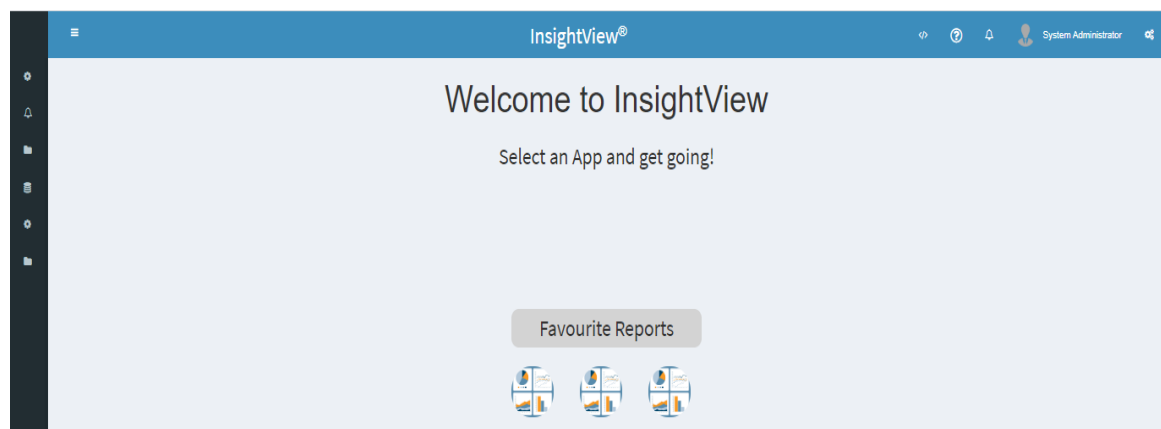 InsightView®
System Administrator
Welcome to InsightView
Select an App and get going!
Favourite Reports